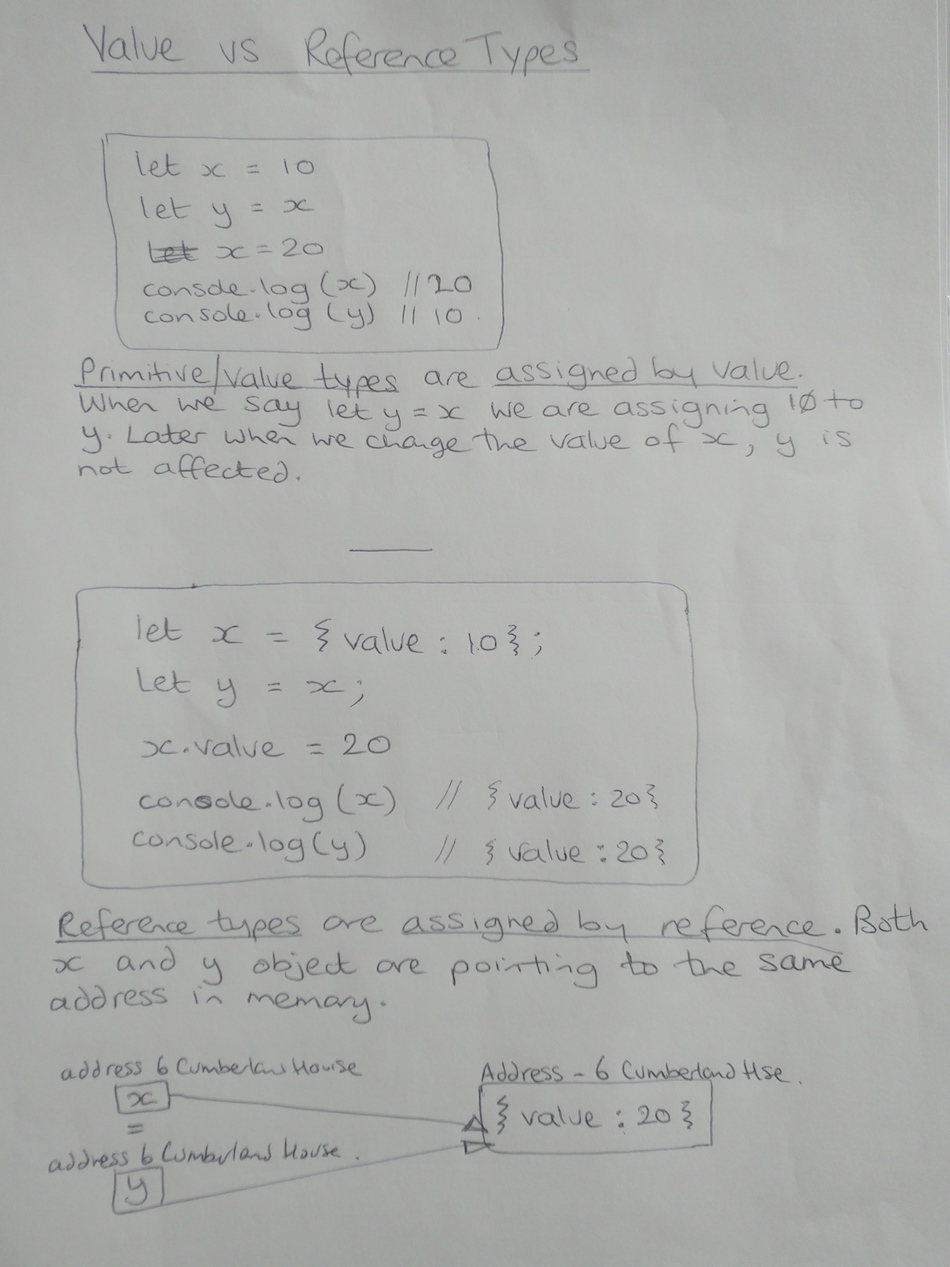 Value vs Reference Types
let x = 10
let y = x
let x = 20
console.log(x) // 20
console.log(y) // 10.
Primitive/Value types are assigned by value.
When we say let y = x we are assigning 10 to
y. Later when we change the value of x, y is
not affected.
let x = {value : 10};
Let y = x;
x.value = 20
console.log(x) // {value : 20}
console.log(y) // {value : 20}
Reference types are assigned by reference. Both
x and y object are pointing to the same
address in memory.
address 6 Cumberland House
Address - 6 Cumberland Hse.
x
{value : 20}
=
address 6 Cumberland House.
y